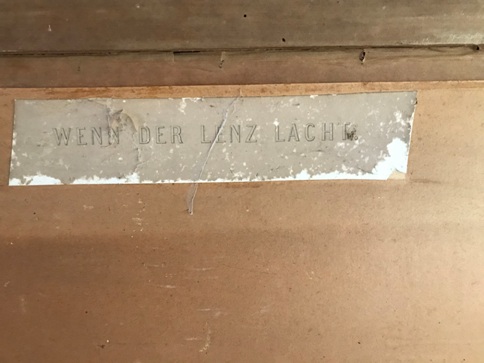 WENN DER LENZ LACHT.